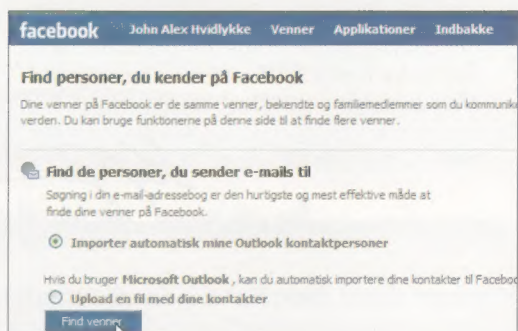 facebook John Alex Hvidlykke Venner Applikationer Indbakke
Find personer, du kender på Facebook
Dine venner på Facebook er de samme venner, bekendte og familiemedlemmer som du
verden. Du kan bruge funktionerne på denne side til at finde flere venner.
Find de personer, du sender e-mails til
Søgning i din e-mail-adressebog er den hurtigste og mest effektive måde at
finde dine venner på Facebook.
Importer automatisk mine Outlook kontaktpersoner
Hvis du bruger Microsoft Outlook , kan du automatisk importere dine kontakter til
Upload en fil med dine kontakter
Find venner